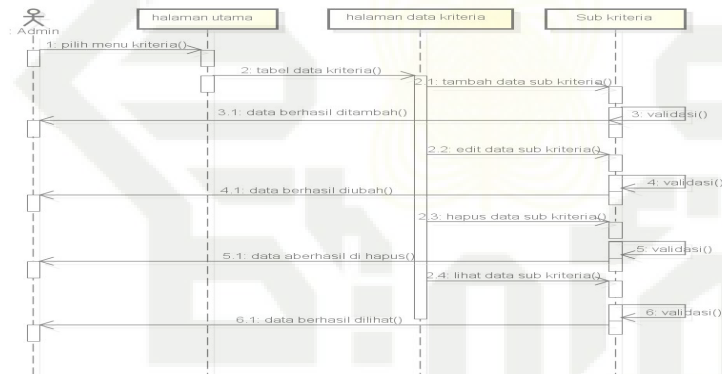 halaman utama
halaman data kriteria
Sub kriteria
: Admin
1: pilih menu kriteria()
2: tabel data kriteria()
2.1: tambah data sub kriteria()
3.1: data berhasil ditambah()
3: validasi()
2.2: edit data sub kriteria()
4: validasi()
4.1: data berhasil diubah()
2.3: hapus data sub kriteria()
5: validasi()
5.1: data aberhasil di hapus()
2.4: lihat data sub kriteria()
6: validasi()
6.1: data berhasil dilihat()